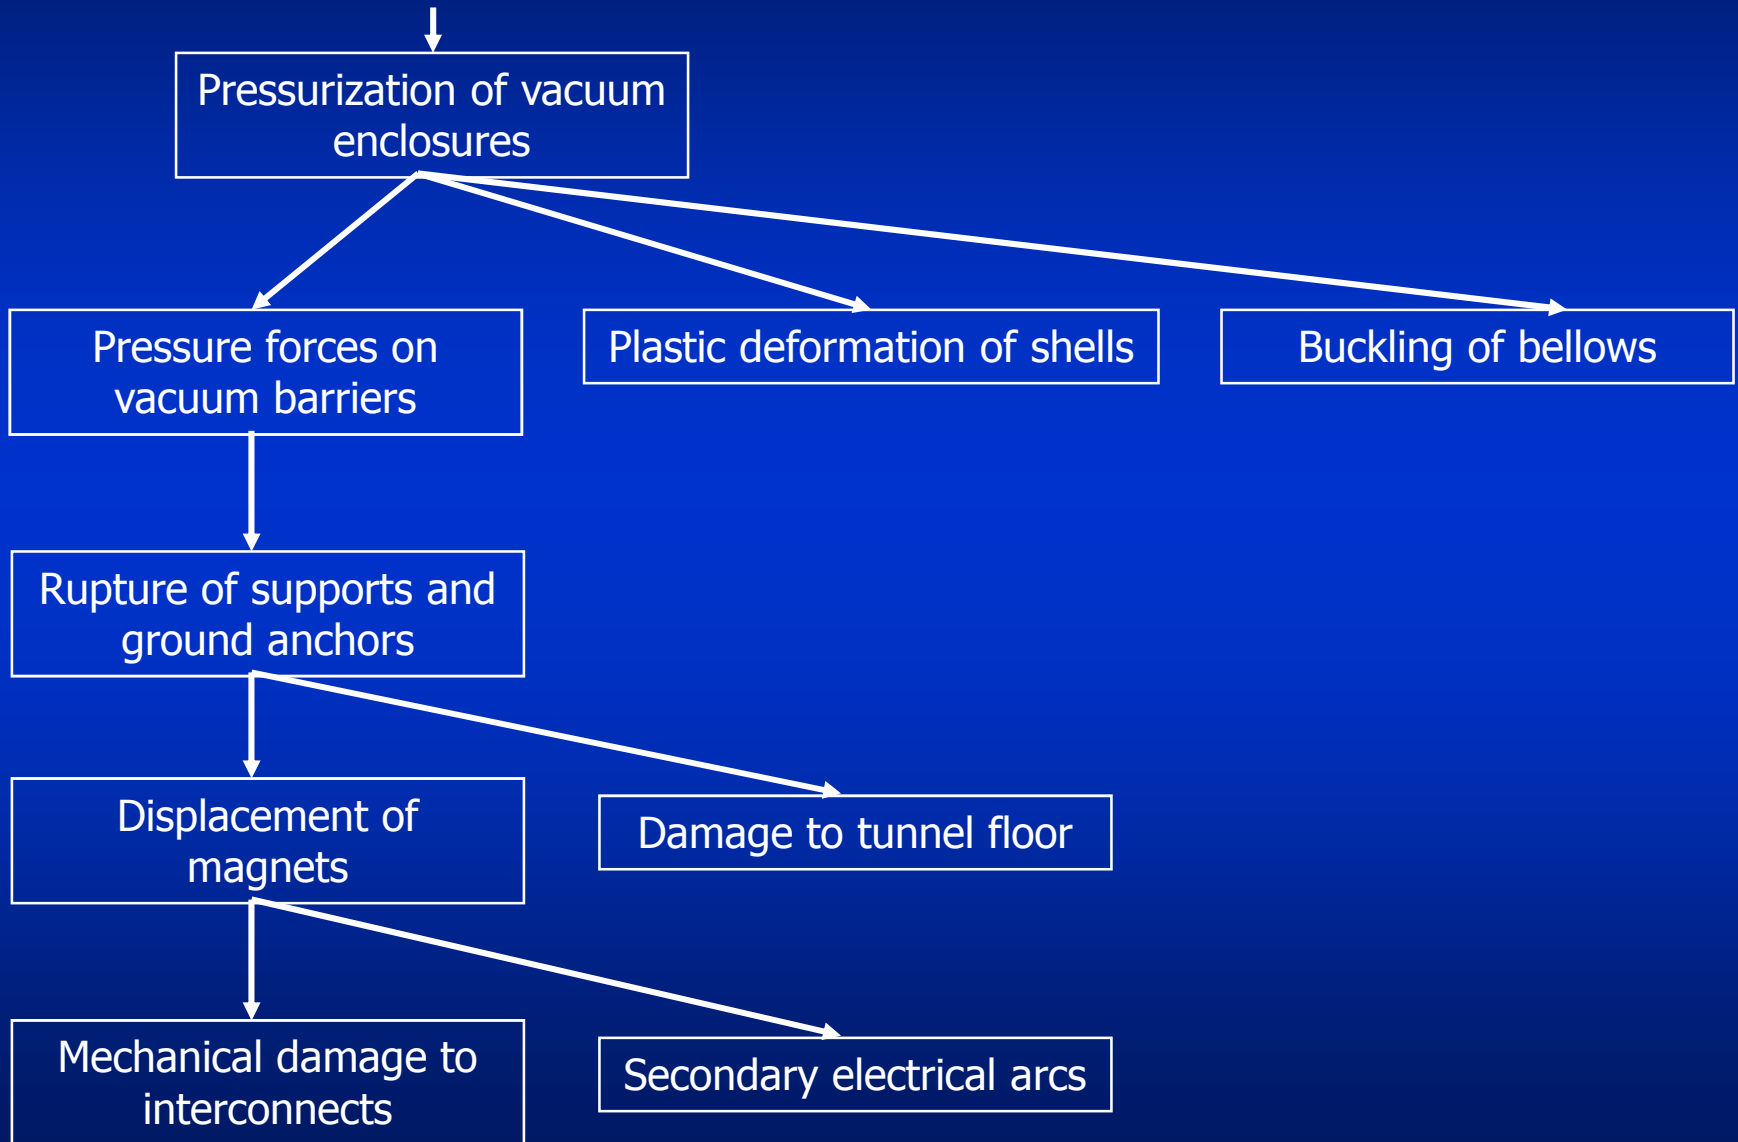 Pressurization of vacuum
enclosures
Pressure forces on
vacuum barriers
Plastic deformation of shells
Buckling of bellows
Rupture of supports and
ground anchors
Displacement of
magnets
Damage to tunnel floor
Mechanical damage to
interconnects
Secondary electrical arcs